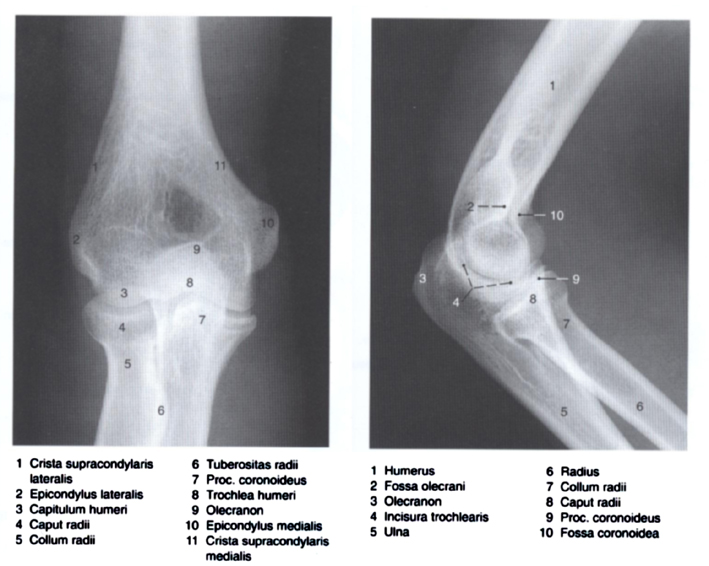 1
11
2
10
9
3
8
4
7
5
6
1
2
10
3
9
4
8
7
5
6
1 Crista supracondylaris
lateralis
2 Epicondylus lateralis
3 Capitulum humeri
4 Caput radii
5 Collum radii
6 Tuberositas radii
7 Proc. coronoideus
8 Trochlea humeri
9 Olecranon
10 Epicondylus medialis
11 Crista supracondylaris
medialis
1 Humerus
2 Fossa olecrani
3 Olecranon
4 Incisura trochlearis
5 Ulna
6 Radius
7 Collum radii
8 Caput radii
9 Proc. coronoideus
10 Fossa coronoidea